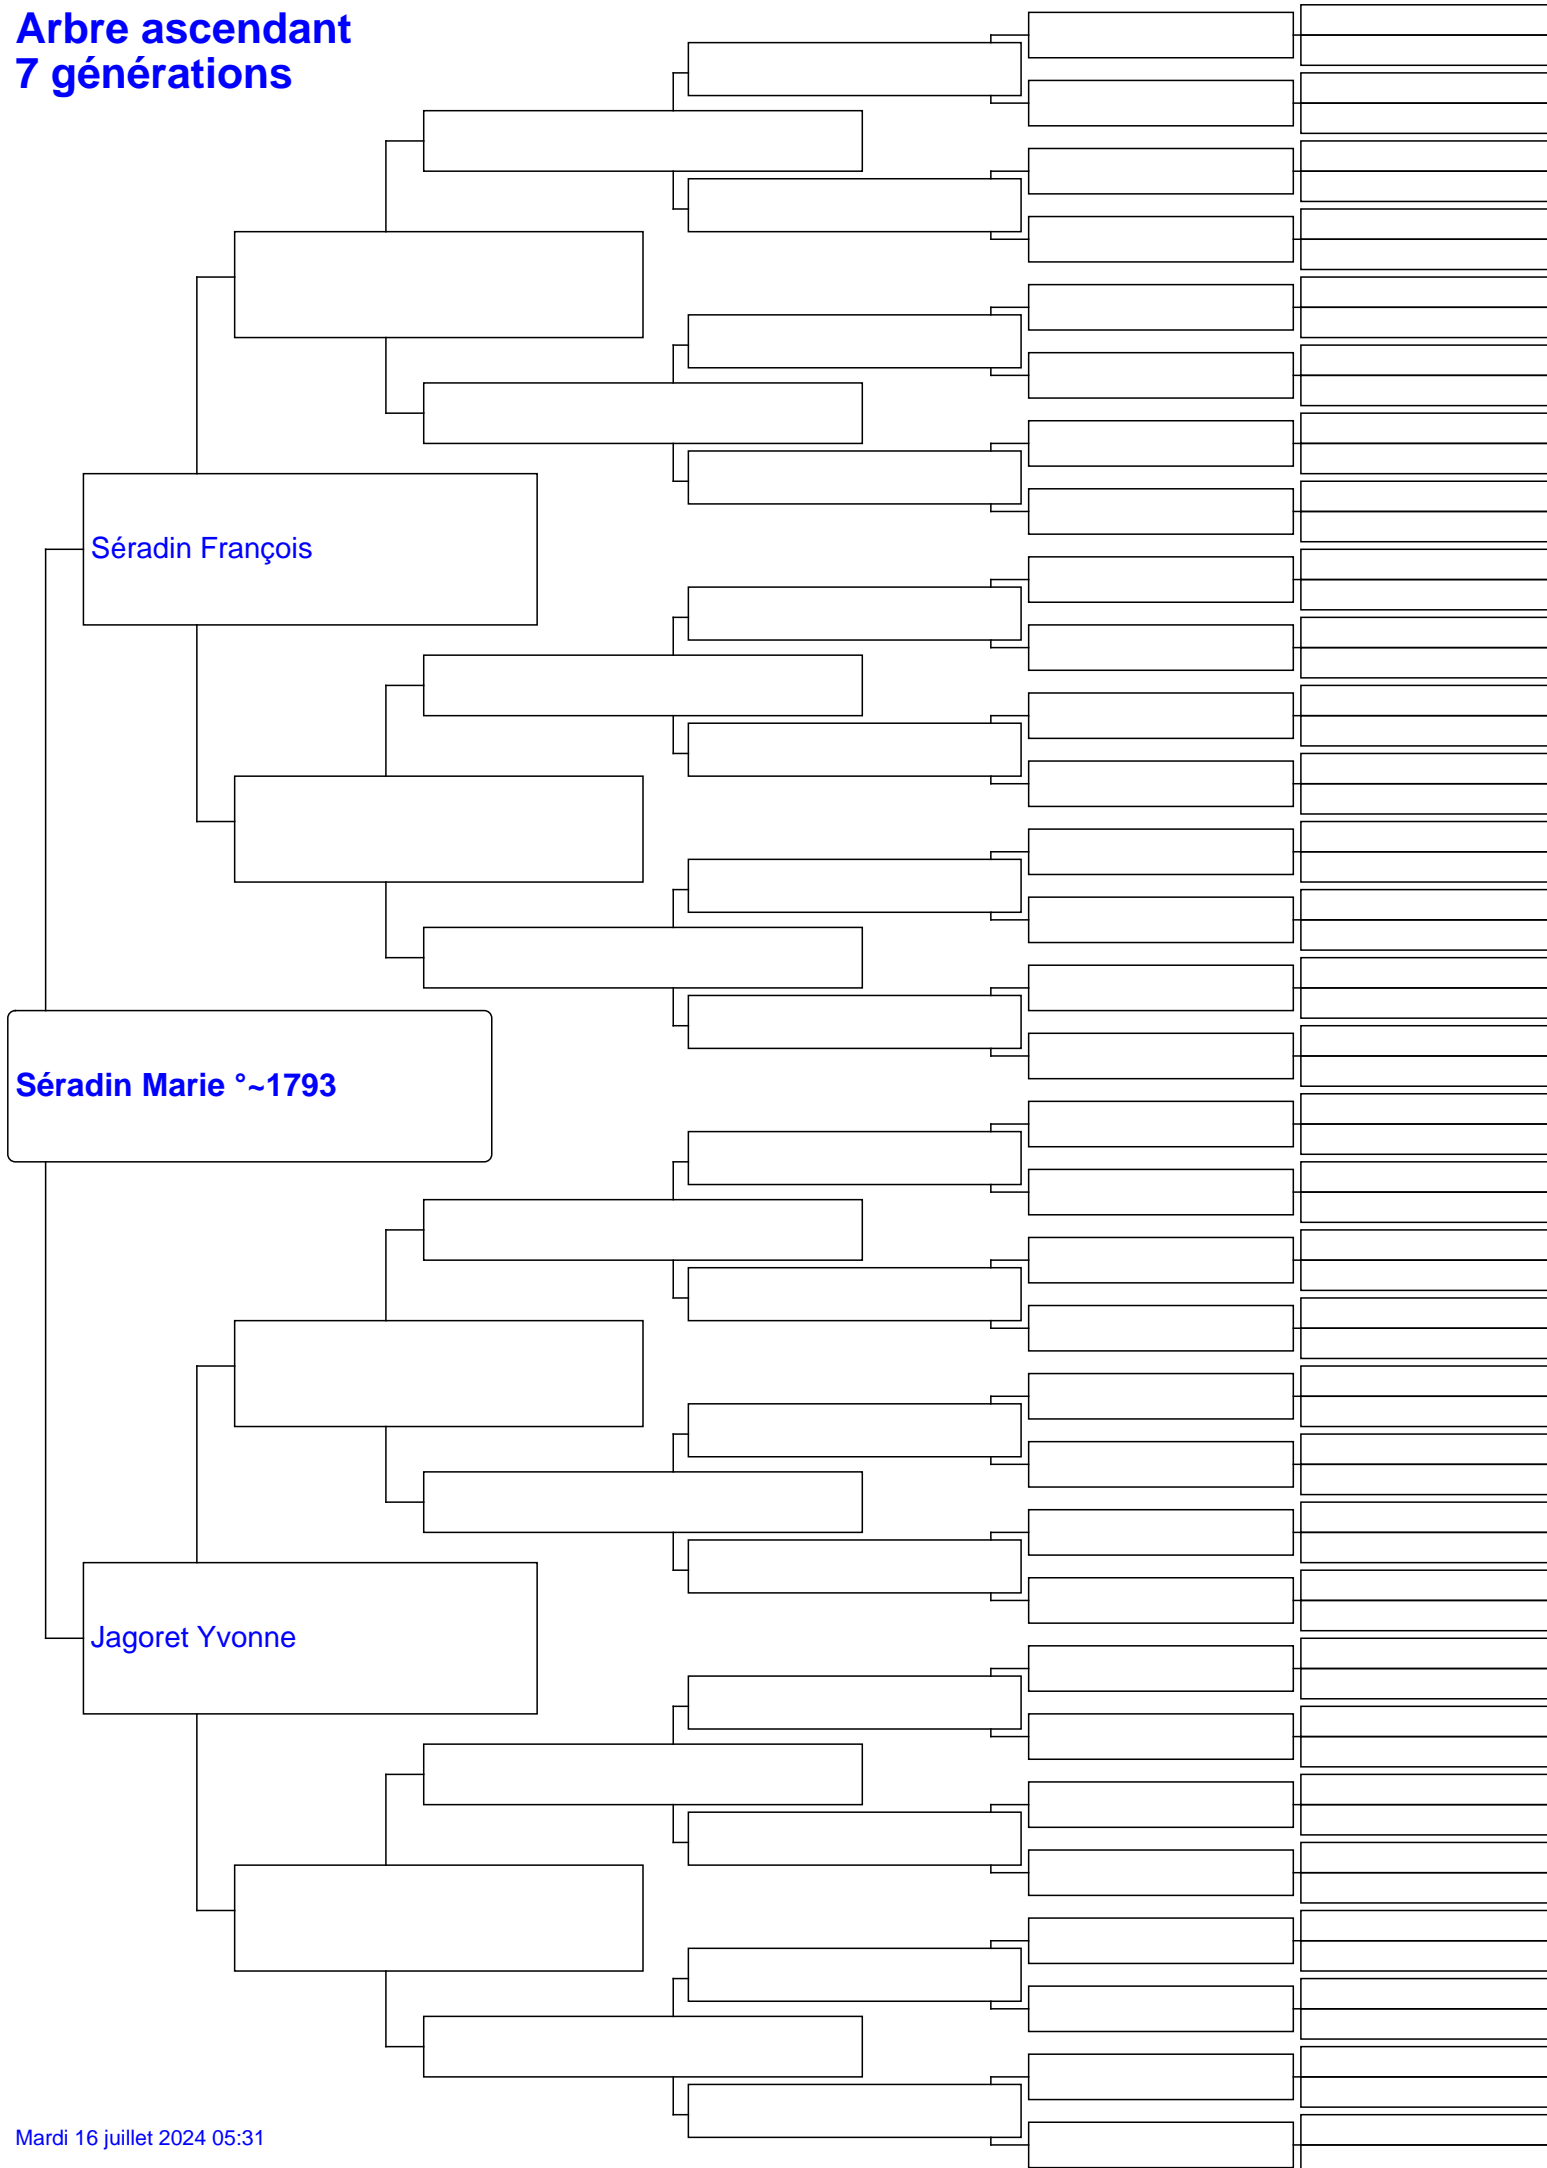 Arbre ascendant
7 générations
Séradin François
Séradin Marie °~1793
Jagoret Yvonne
Mardi 16 juillet 2024 05:31